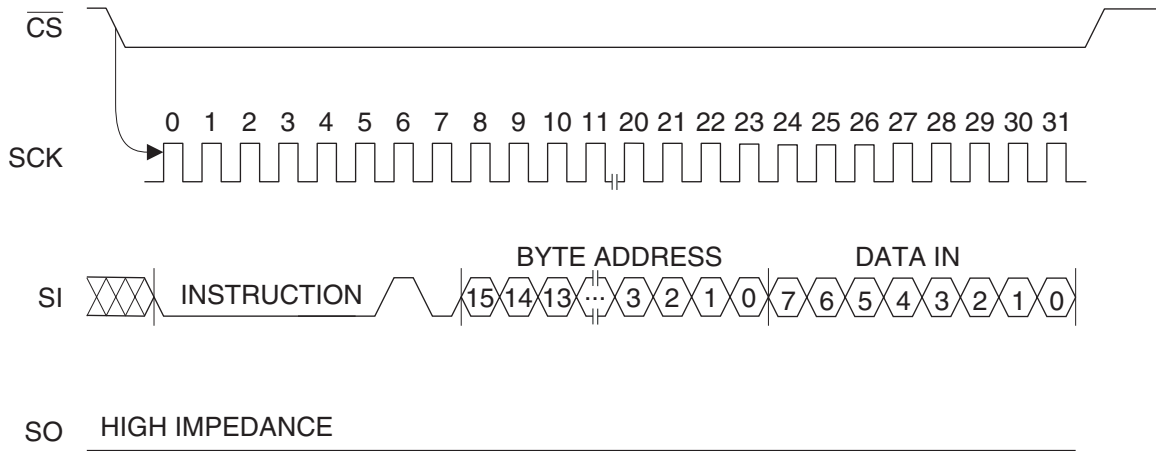 C̅S̅
0 1 2 3 4 5 6 7 8 9 10 11 20 21 22 23 24 25 26 27 28 29 30 31
SCK
BYTE ADDRESS DATA IN
SI INSTRUCTION 15 14 13 ... 3 2 1 0 7 6 5 4 3 2 1 0
SO HIGH IMPEDANCE